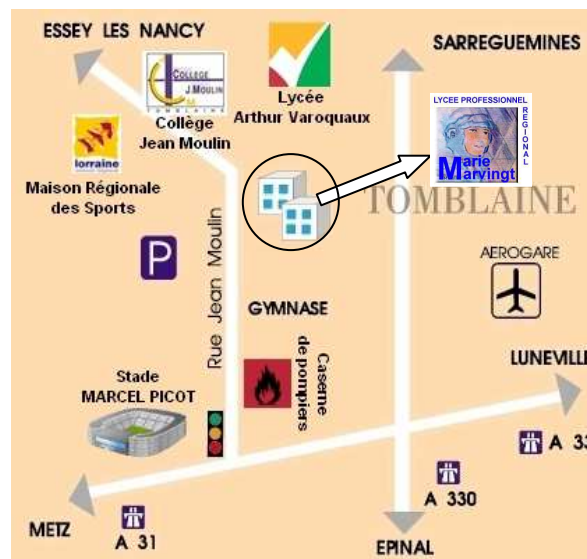 ESSEY LES NANCY
SARREGUEMINES
COLLEGE
J.MOULIN
TOMBLAINE
Lycée
Arthur Varoquaux
LYCEE PROFESSIONNEL
REGIONAL
Marie
Marvingt
Collège
Jean Moulin
lorraine
Maison Régionale
des Sports
TOMBLAINE
P
Rue Jean Moulin
AEROGARE
GYMNASE
Caserne
de pompiers
LUNEVILLE
Stade
MARCEL PICOT
A 33
A 330
METZ
A 31
EPINAL